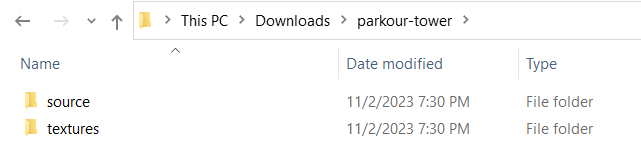 This PC > Downloads > parkour-tower >
Name Date modified Type
source 11/2/2023 7:30 PM File folder
textures 11/2/2023 7:30 PM File folder